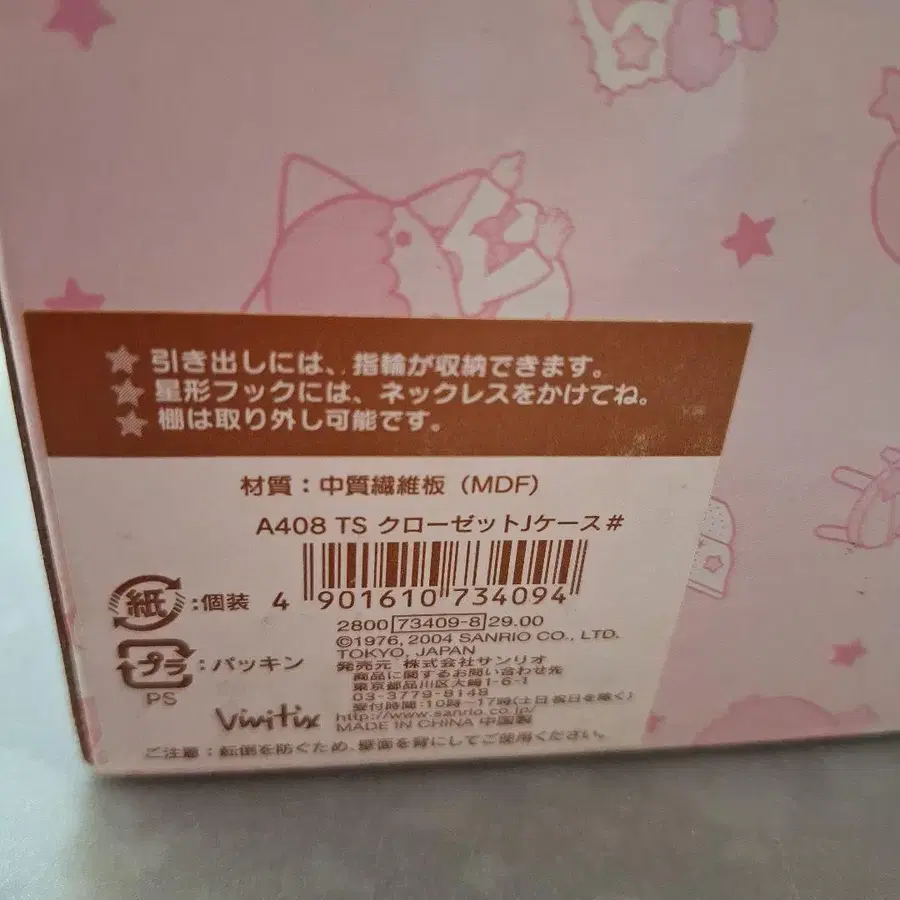 引き出しには、指輪が収納できます。
星形フックには、ネックレスをかけてね。
棚は取り外し可能です。
材質：中質繊維板（MDF）
A408 TS クローゼットJケース#
4 901610 734094
紙：個装
プラ：パッキン
PS
2800 73409-8 29.00
©1976, 2004 SANRIO CO., LTD.
TOKYO, JAPAN
発売元 株式会社サンリオ
商品に関するお問い合わせ先
東京都品川区大崎1-6-1
03-3779-8148
受付時間：10時〜17時(土日祝日を除く)
http://www.sanrio.co.jp/
MADE IN CHINA 中国製
Vivitix
ご注意：転倒を防ぐため、壁面を背にしてご使用ください。